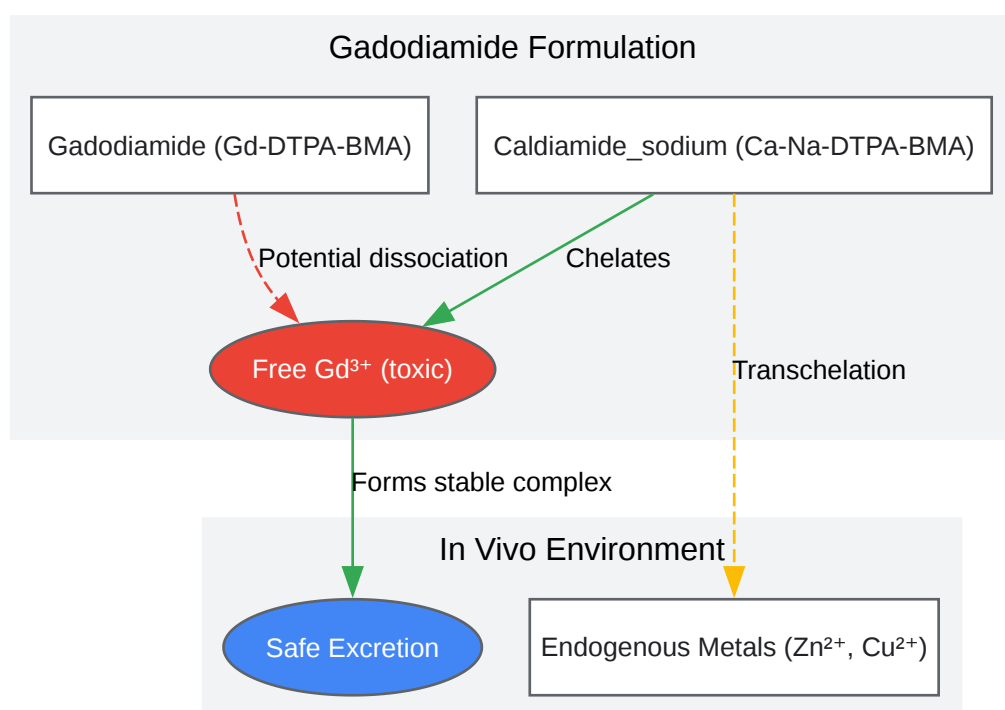 Gadodiamide Formulation
Gadodiamide (Gd-DTPA-BMA)
Caldiamide_sodium (Ca-Na-DTPA-BMA)
Potential dissociation
Chelates
Free Gd³⁺ (toxic)
Transchelation
Forms stable complex
In Vivo Environment
Safe Excretion
Endogenous Metals (Zn²⁺, Cu²⁺)